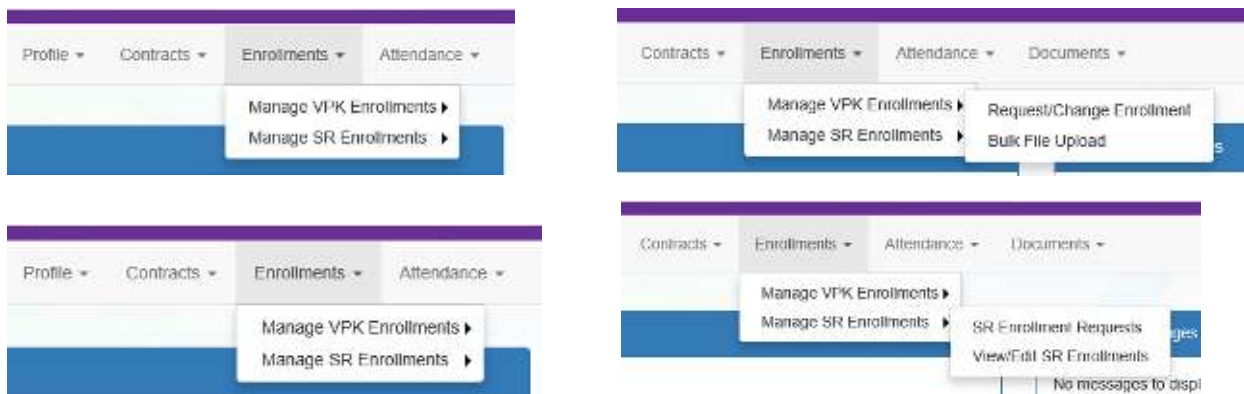 Profile Contracts Enrollments Attendance
Manage VPK Enrollments
Manage SR Enrollments
Contracts Enrollments Attendance Documents
Manage VPK Enrollments
Manage SR Enrollments
Request/Change Enrollment
Bulk File Upload
s
Profile Contracts Enrollments Attendance
Manage VPK Enrollments
Manage SR Enrollments
Contracts Enrollments Attendance Documents
Manage VPK Enrollments
Manage SR Enrollments
SR Enrollment Requests
View/Edit SR Enrollments
ges
No messages to displ